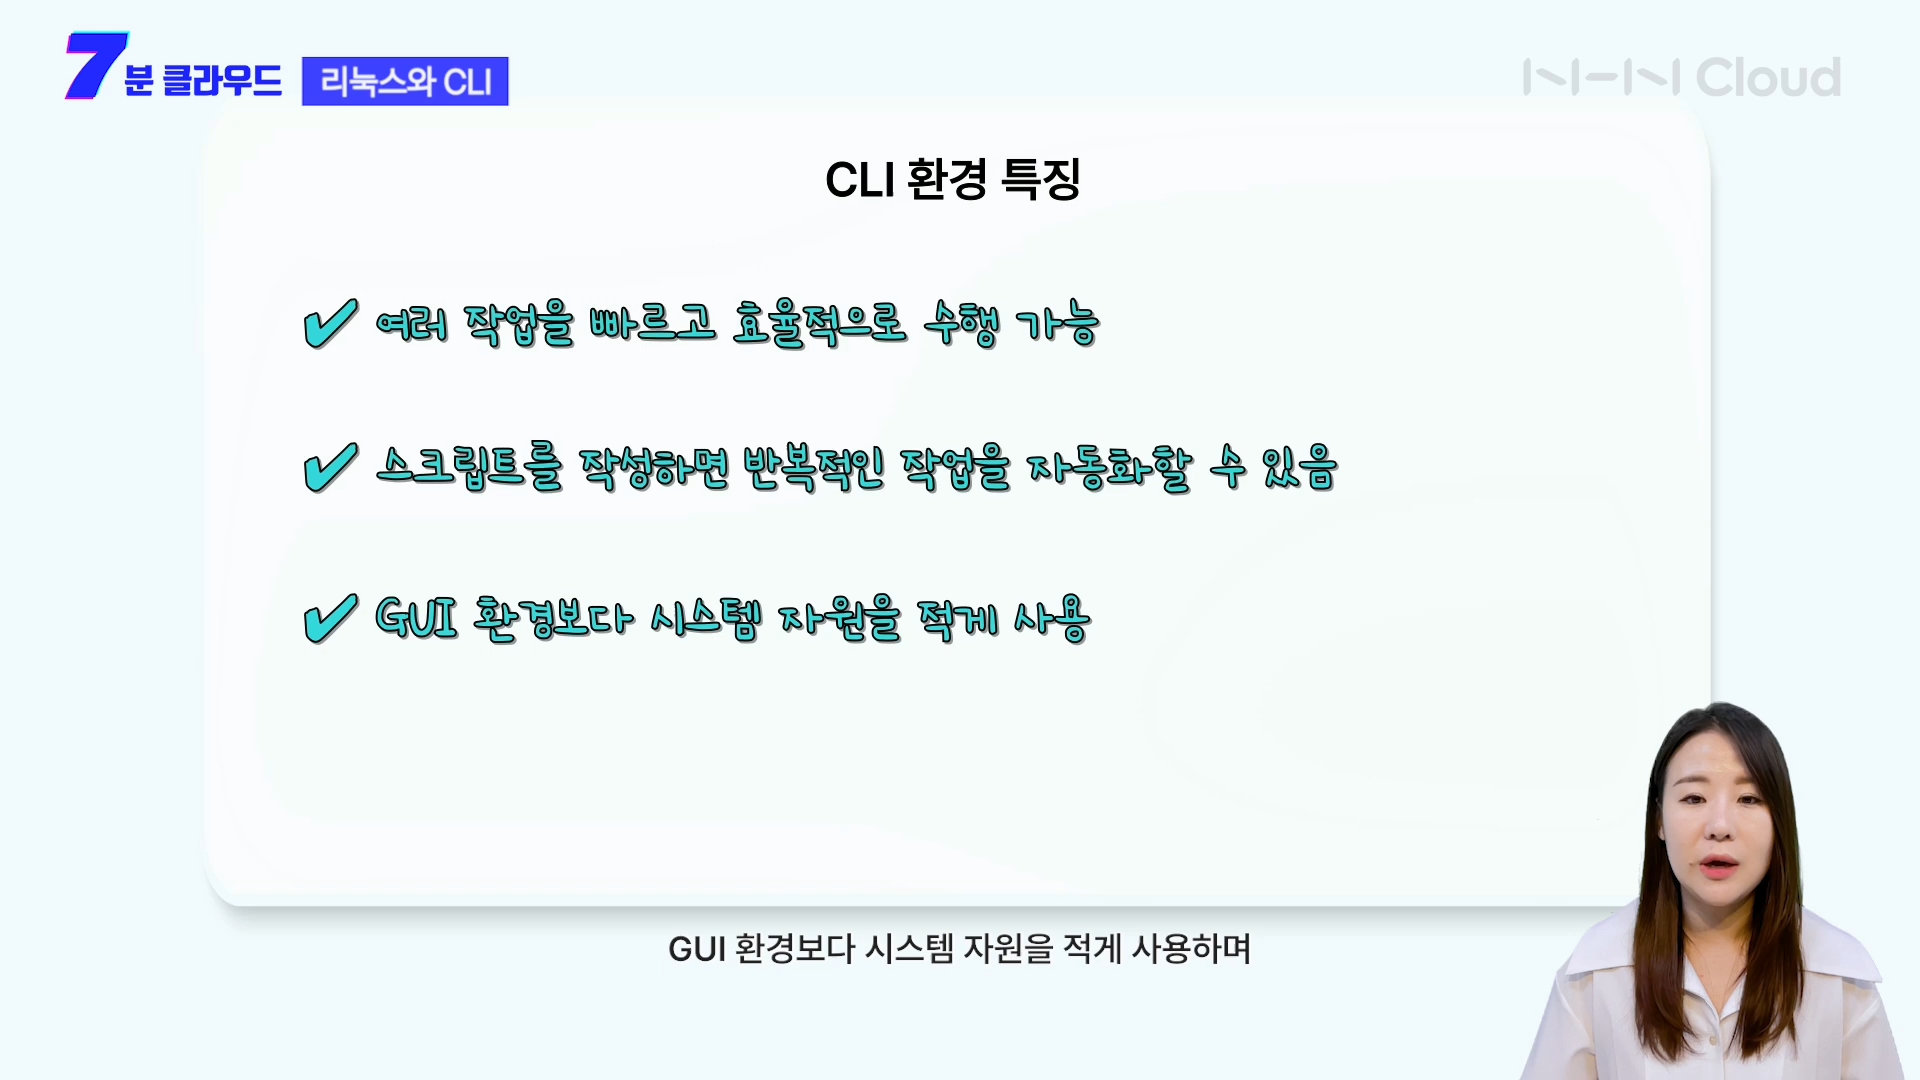 7분 클라우드 리눅스와 CLI
NHN Cloud
CLI 환경 특징
✔ 여러 작업을 빠르고 효율적으로 수행 가능
✔ 스크립트를 작성하면 반복적인 작업을 자동화할 수 있음
✔ GUI 환경보다 시스템 자원을 적게 사용
GUI 환경보다 시스템 자원을 적게 사용하며